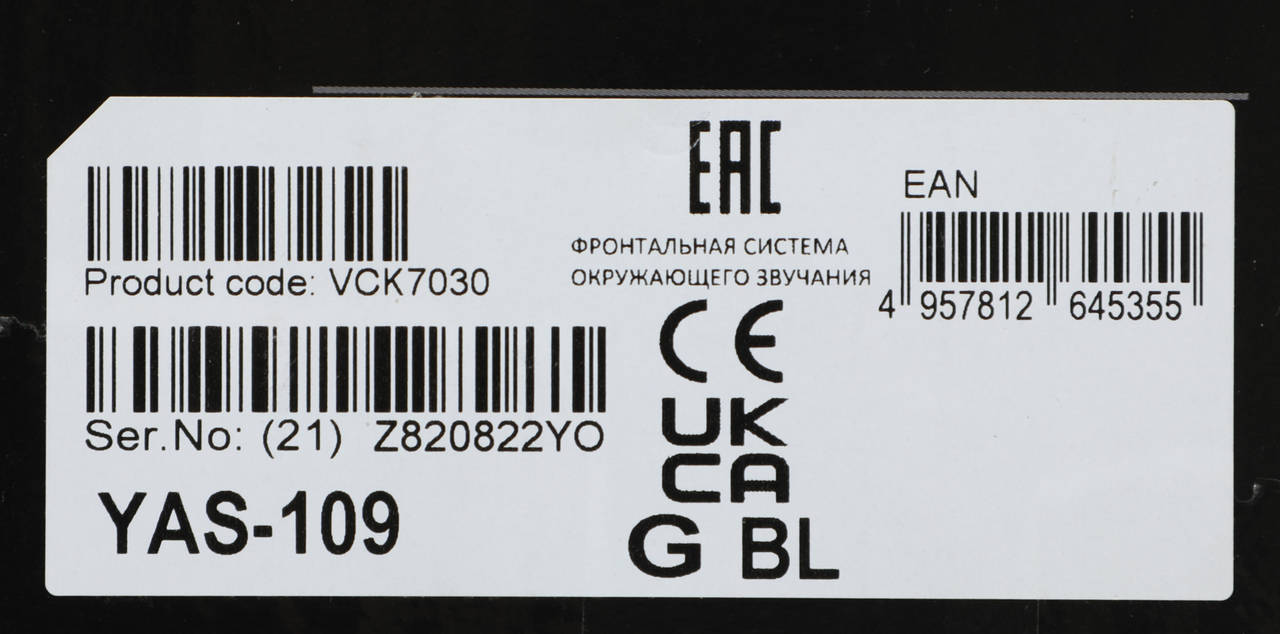 Product code: VCK7030
Ser.No: (21) Z820822YO
YAS-109
EAC
ФРОНТАЛЬНАЯ СИСТЕМА
ОКРУЖАЮЩЕГО ЗВУЧАНИЯ
CE
UK
CA
G BL
EAN
4 957812 645355